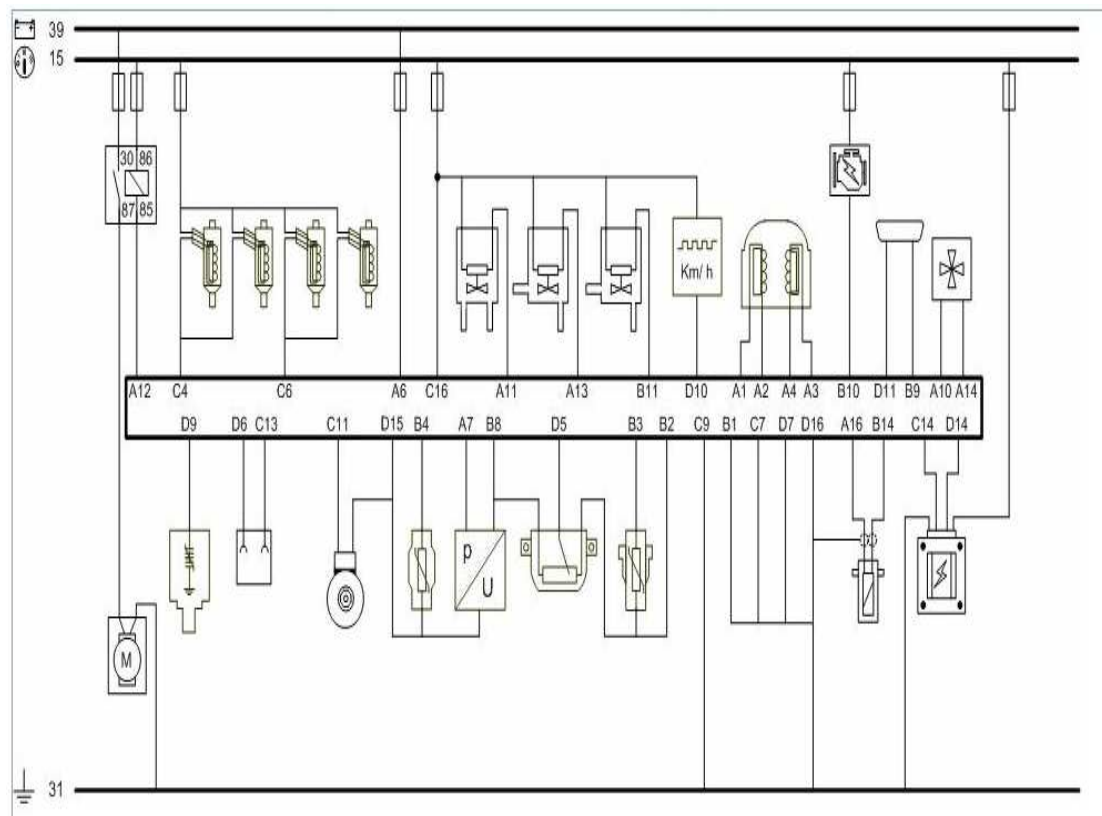 39
15
30 86
87 85
Km/ h
A12 C4 C6 A6 C16 A11 A13 B11 D10 A1 A2 A4 A3 B10 D11 B9 A10 A14
D9 D6 C13 C11 D15 B4 A7 B8 D5 B3 B2 C9 B1 C7 D7 D16 A16 B14 C14 D14
p
U
M
31